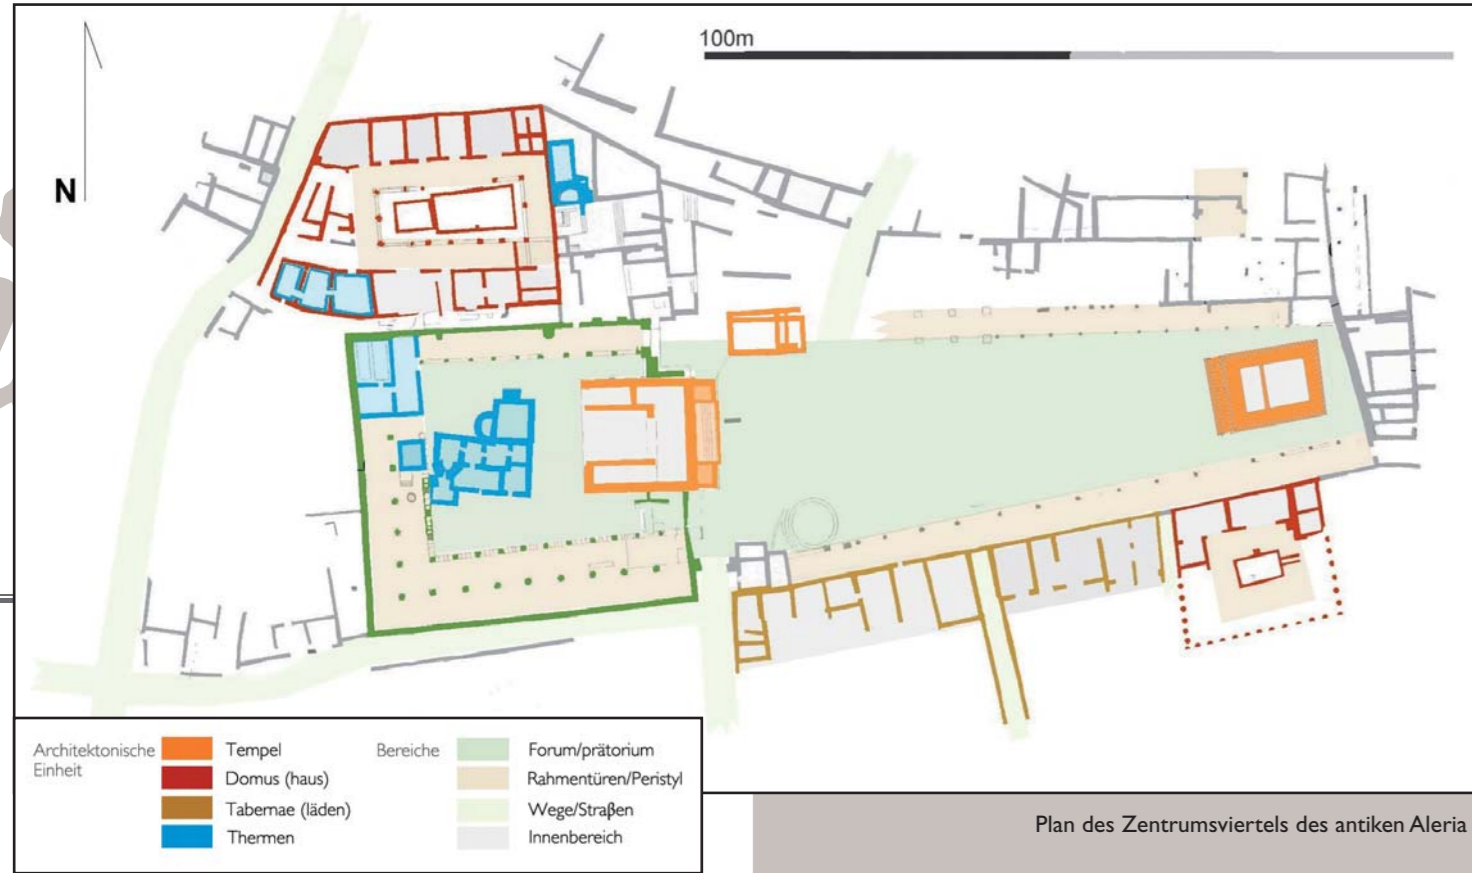 100m
N
Architektonische
Einheit
Tempel
Domus (haus)
Tabernae (läden)
Thermen
Bereiche
Forum/prätorium
Rahmentüren/Peristyl
Wege/Straβen
Innenbereich
Plan des Zentrumsviertels des antiken Aleria